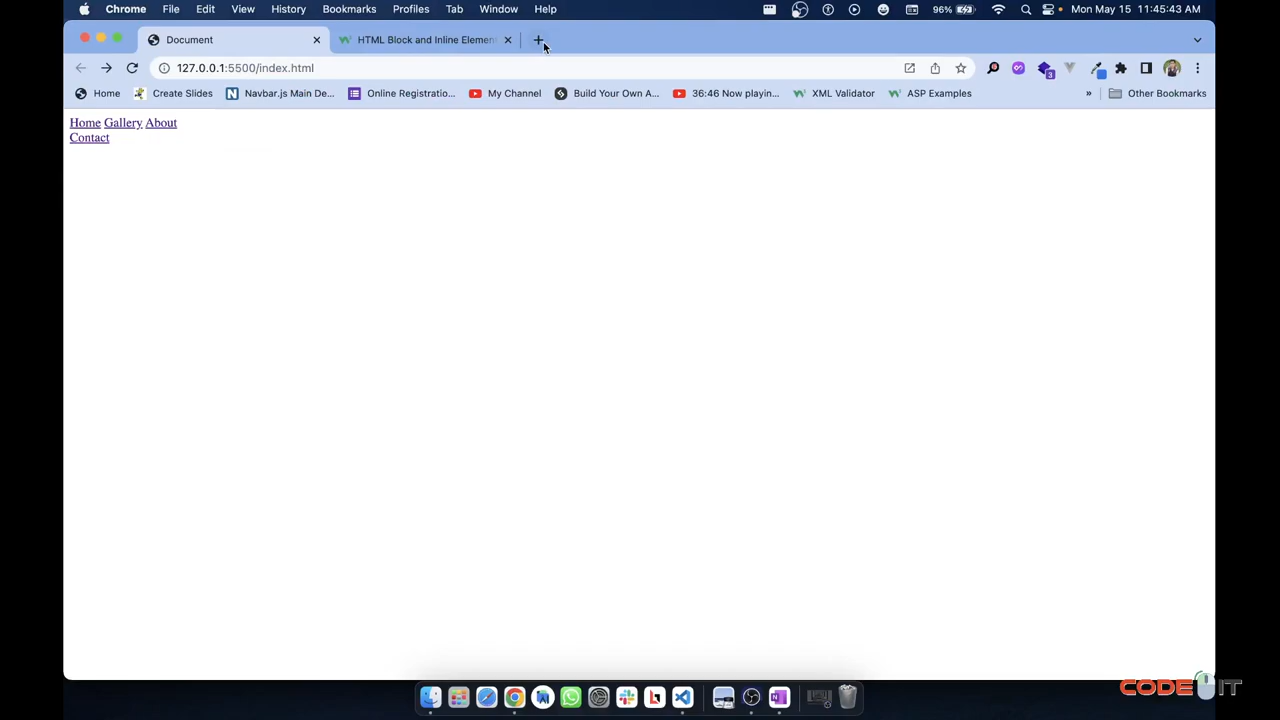 Chrome File Edit View History Bookmarks Profiles Tab Window Help 96% Mon May 15 11:45:43 AM
Document HTML Block and Inline Elemen
127.0.0.1:5500/index.html 3
Home Create Slides Navbar.js Main De... Online Registratio... My Channel Build Your Own A... 36:46 Now playin... XML Validator ASP Examples » Other Bookmarks
Home Gallery About
Contact
CODE IT